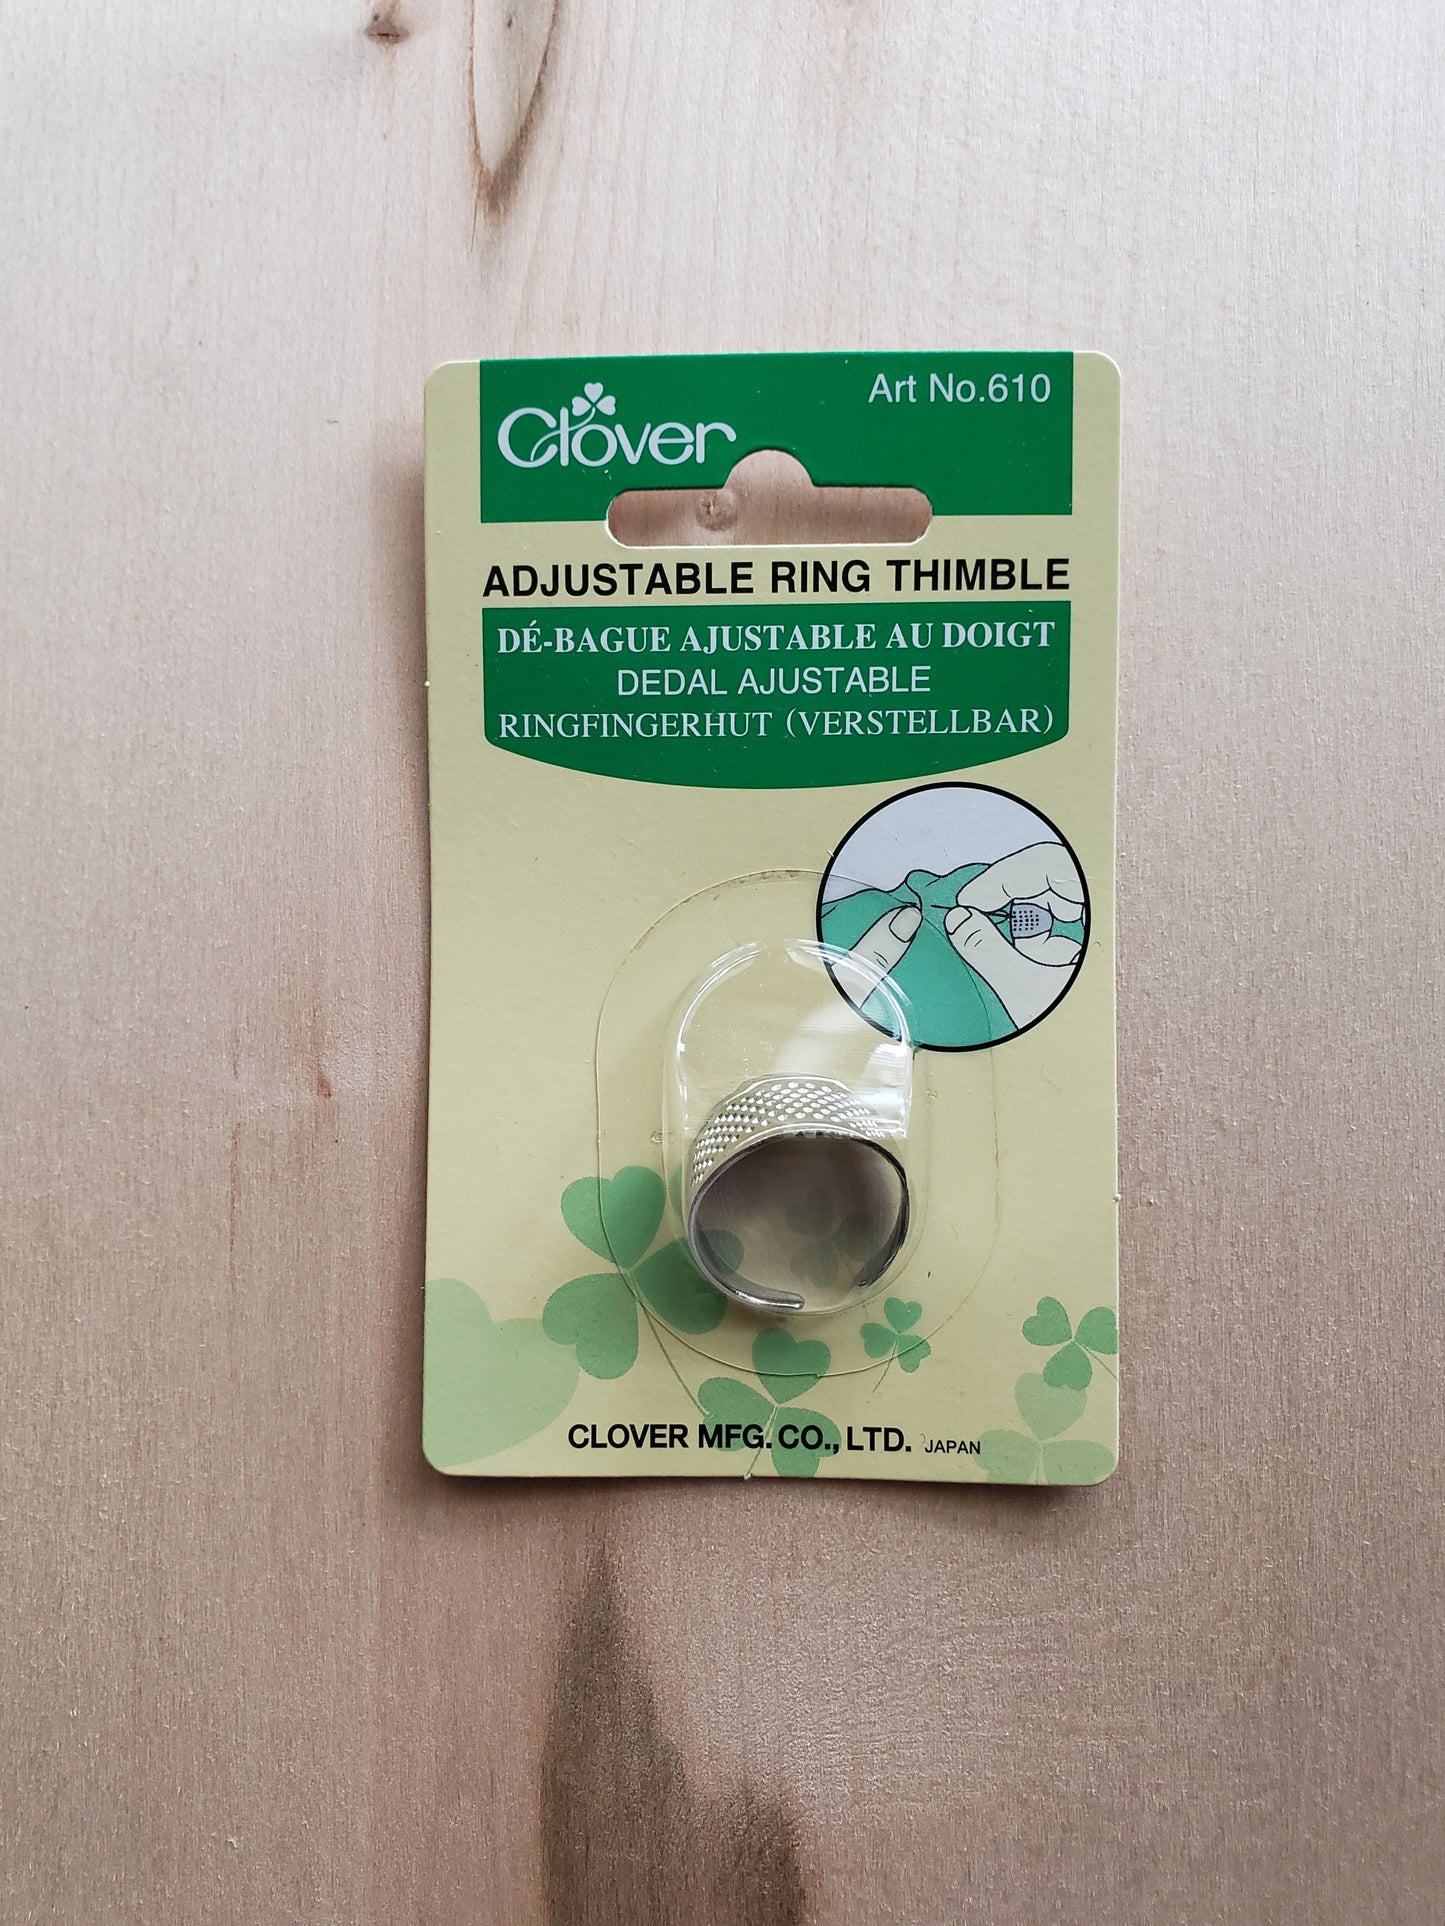 Clover
Art No.610
ADJUSTABLE RING THIMBLE
DÉ-BAGUE AJUSTABLE AU DOIGT
DEDAL AJUSTABLE
RINGFINGERHUT (VERSTELLBAR)
CLOVER MFG. CO., LTD. JAPAN